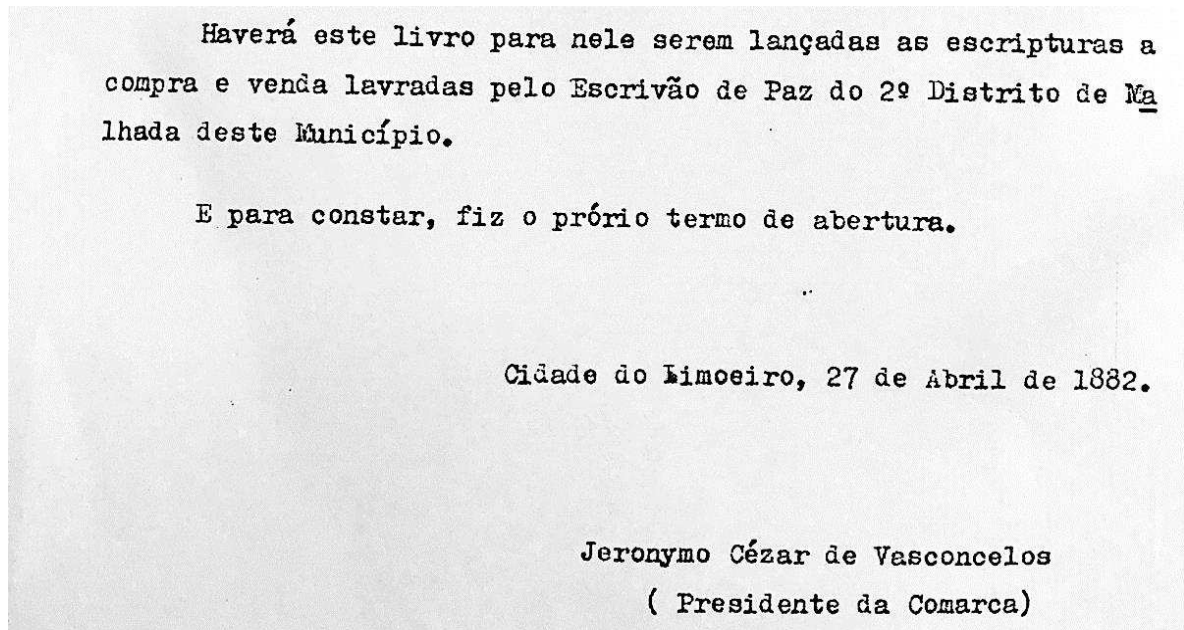 Haverá este livro para nele serem lançadas as escripturas a
compra e venda lavradas pelo Escrivão de Paz do 2º Distrito de Ma
lhada deste Município.
E para constar, fiz o prório termo de abertura.
Cidade do Limoeiro, 27 de Abril de 1882.
Jeronymo Cézar de Vasconcelos
( Presidente da Comarca)